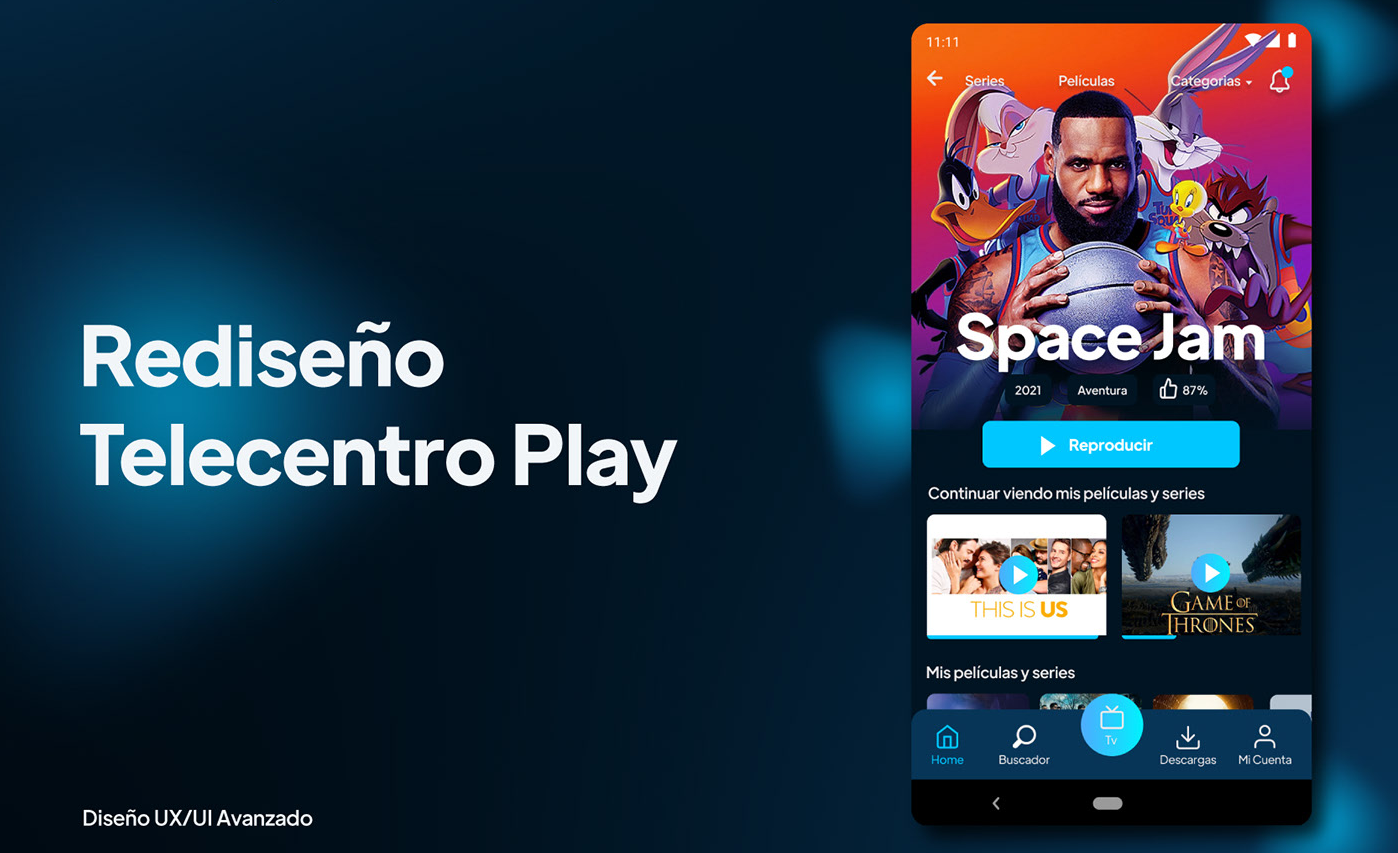 Rediseño
Telecentro Play
Diseño UX/UI Avanzado
11:11
Series
Películas
Categorias
Space Jam
2021
Aventura
87%
Reproducir
Continuar viendo mis películas y series
THIS IS US
GAME OF
THRONES
Mis películas y series
Home
Buscador
Tv
Descargas
Mi Cuenta